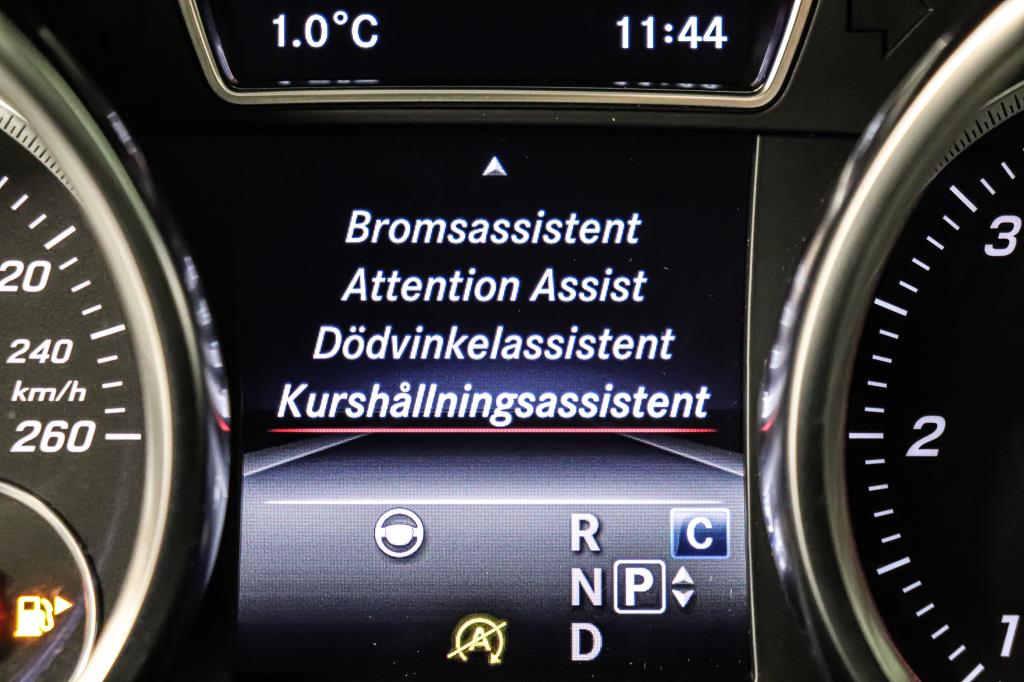 1.0°C 11:44
Bromsassistent
Attention Assist
Dödvinkelassistent
Kurshållningsassistent
20
240
km/h
260
R C
N P
D
A
3
2
1